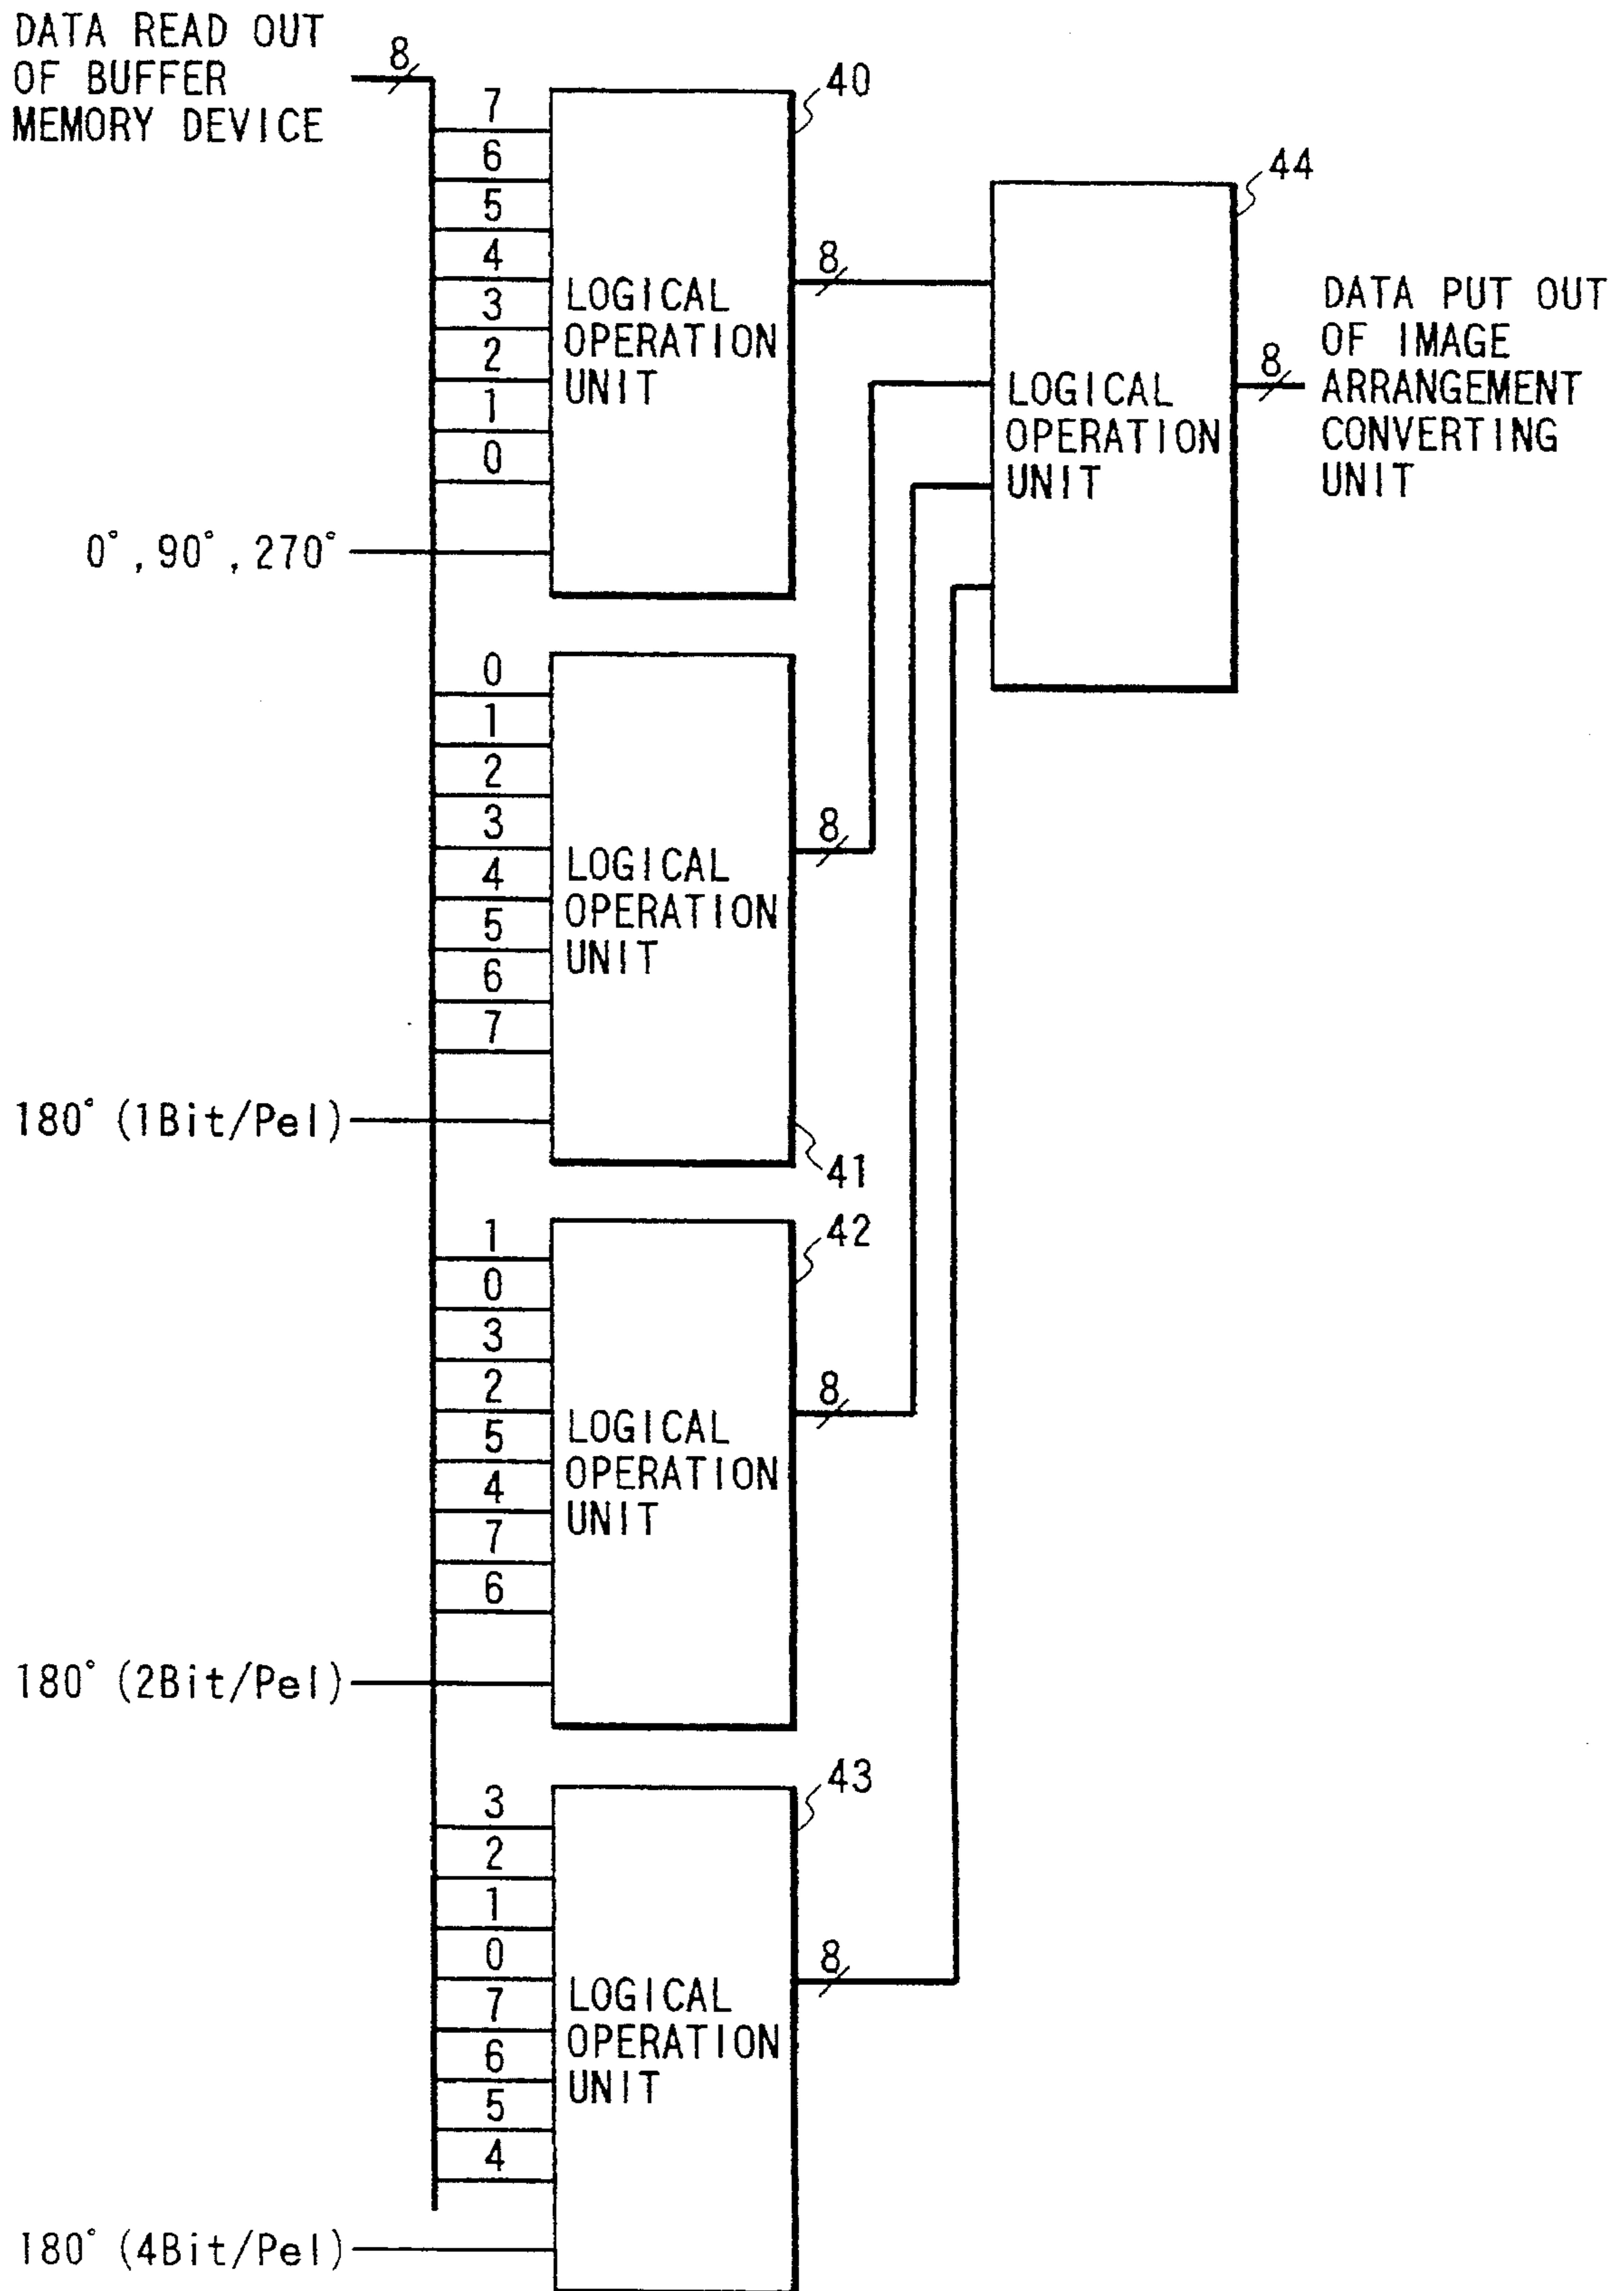 DATA READ OUT
OF BUFFER
MEMORY DEVICE
8
7
6
5
4
3
2
1
0
0°, 90°, 270°
LOGICAL
OPERATION
UNIT
40
8
0
1
2
3
4
5
6
7
180° (1Bit/Pel)
LOGICAL
OPERATION
UNIT
41
8
1
0
3
2
5
4
7
6
180° (2Bit/Pel)
LOGICAL
OPERATION
UNIT
42
8
3
2
1
0
7
6
5
4
180° (4Bit/Pel)
LOGICAL
OPERATION
UNIT
43
8
44
LOGICAL
OPERATION
UNIT
8
DATA PUT OUT
OF IMAGE
ARRANGEMENT
CONVERTING
UNIT